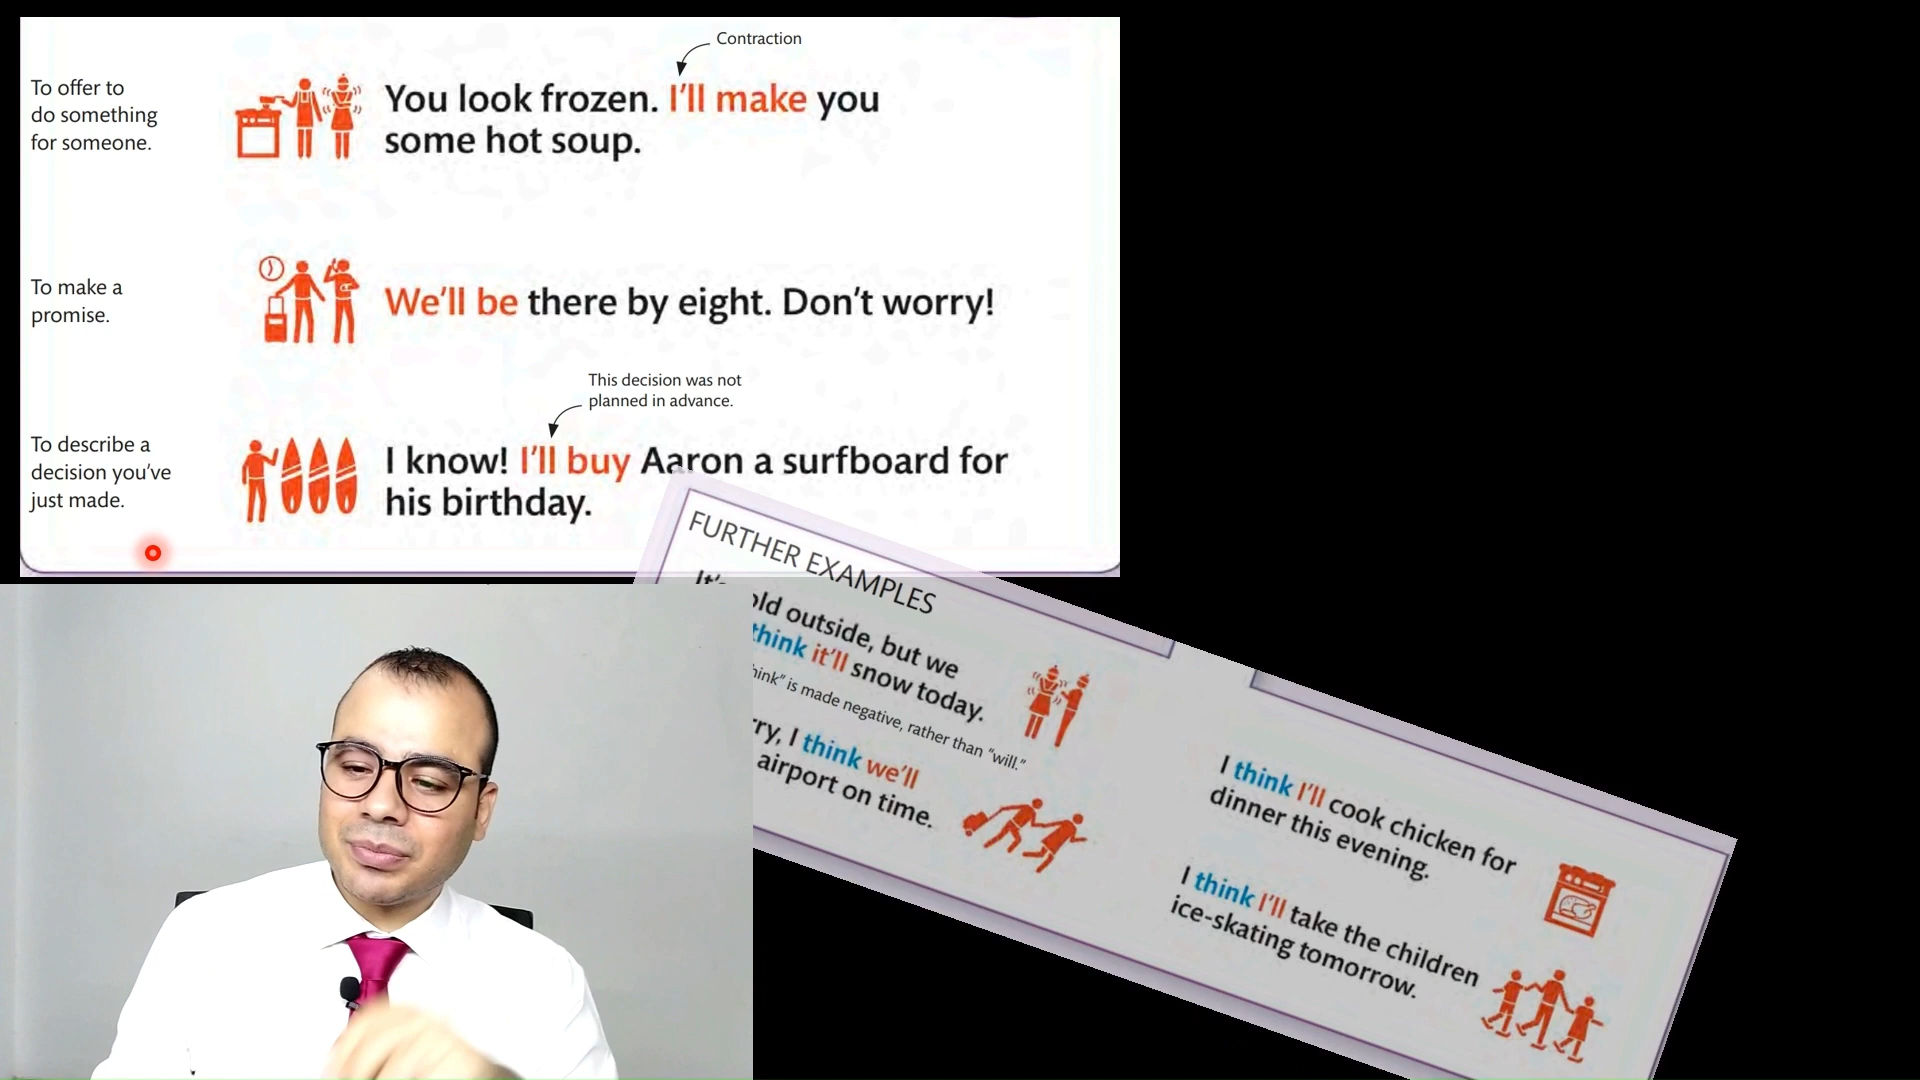 Contraction
To offer to
do something
for someone.
You look frozen. I'll make you
some hot soup.
To make a
promise.
We'll be there by eight. Don't worry!
This decision was not
planned in advance.
To describe a
decision you've
just made.
I know! I'll buy Aaron a surfboard for
his birthday.
FURTHER EXAMPLES
It's
outside, but we
think it'll snow today.
is made negative, rather than "will."
I think we'll
airport on time.
I think I'll cook chicken for
dinner this evening.
I think I'll take the children
ice-skating tomorrow.